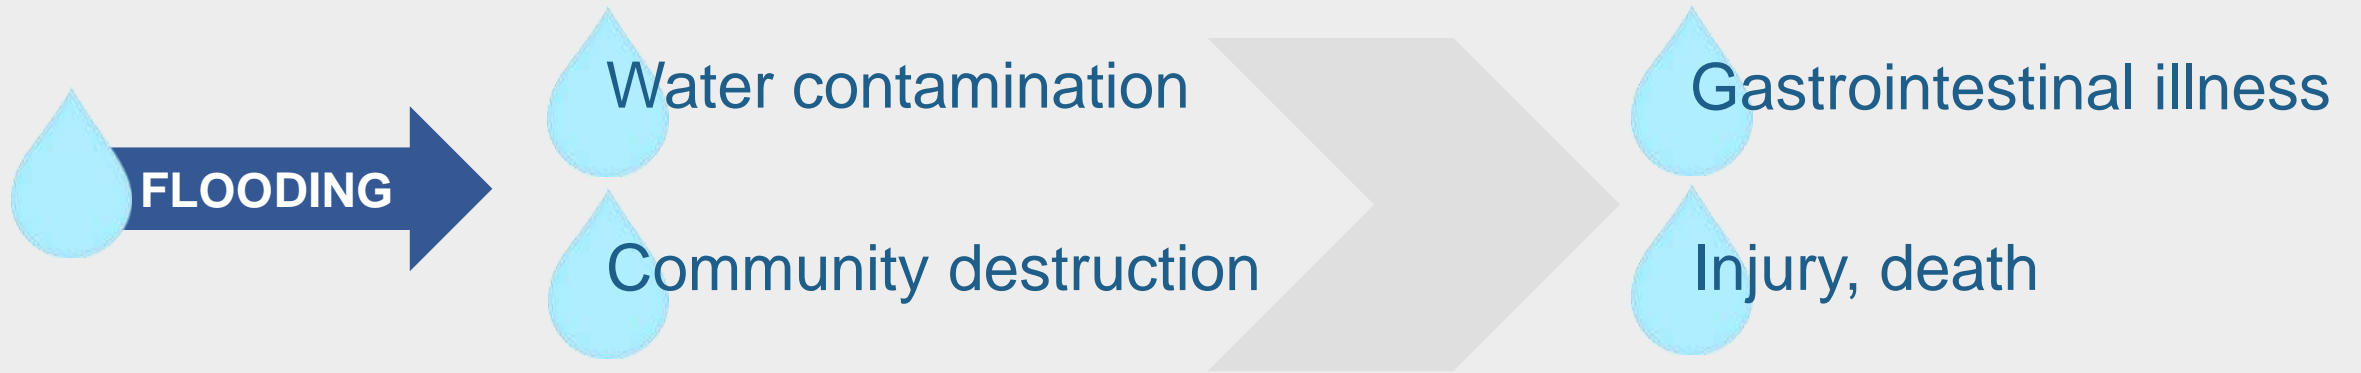 FLOODING
Water contamination
Community destruction
Gastrointestinal illness
Injury, death